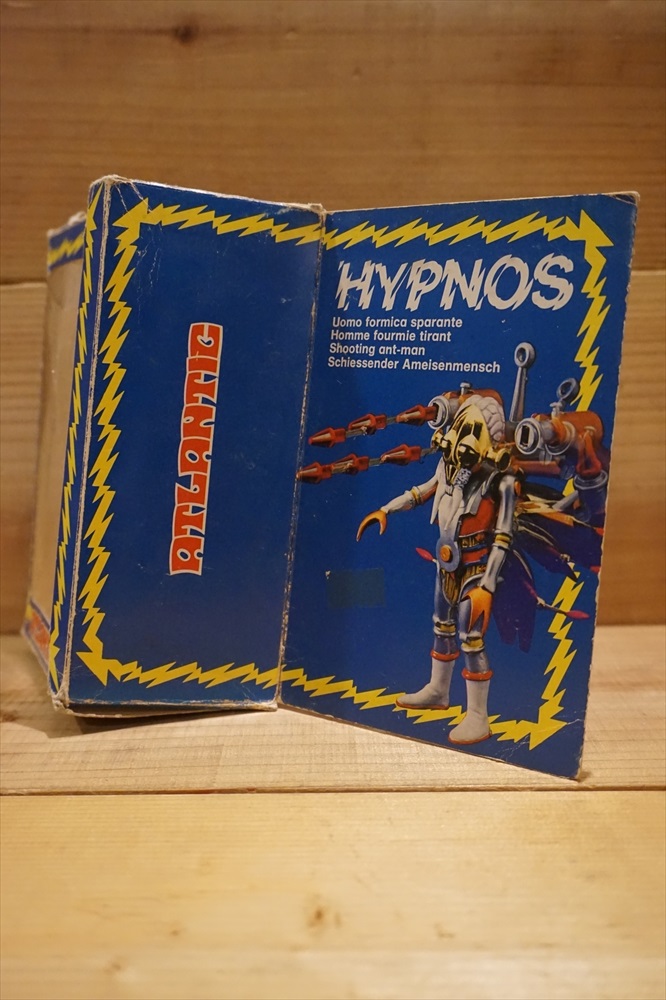 ATLANTIC
HYPNOS
Uomo formica sparante
Homme fourmie tirant
Shooting ant-man
Schiessender Ameisenmensch